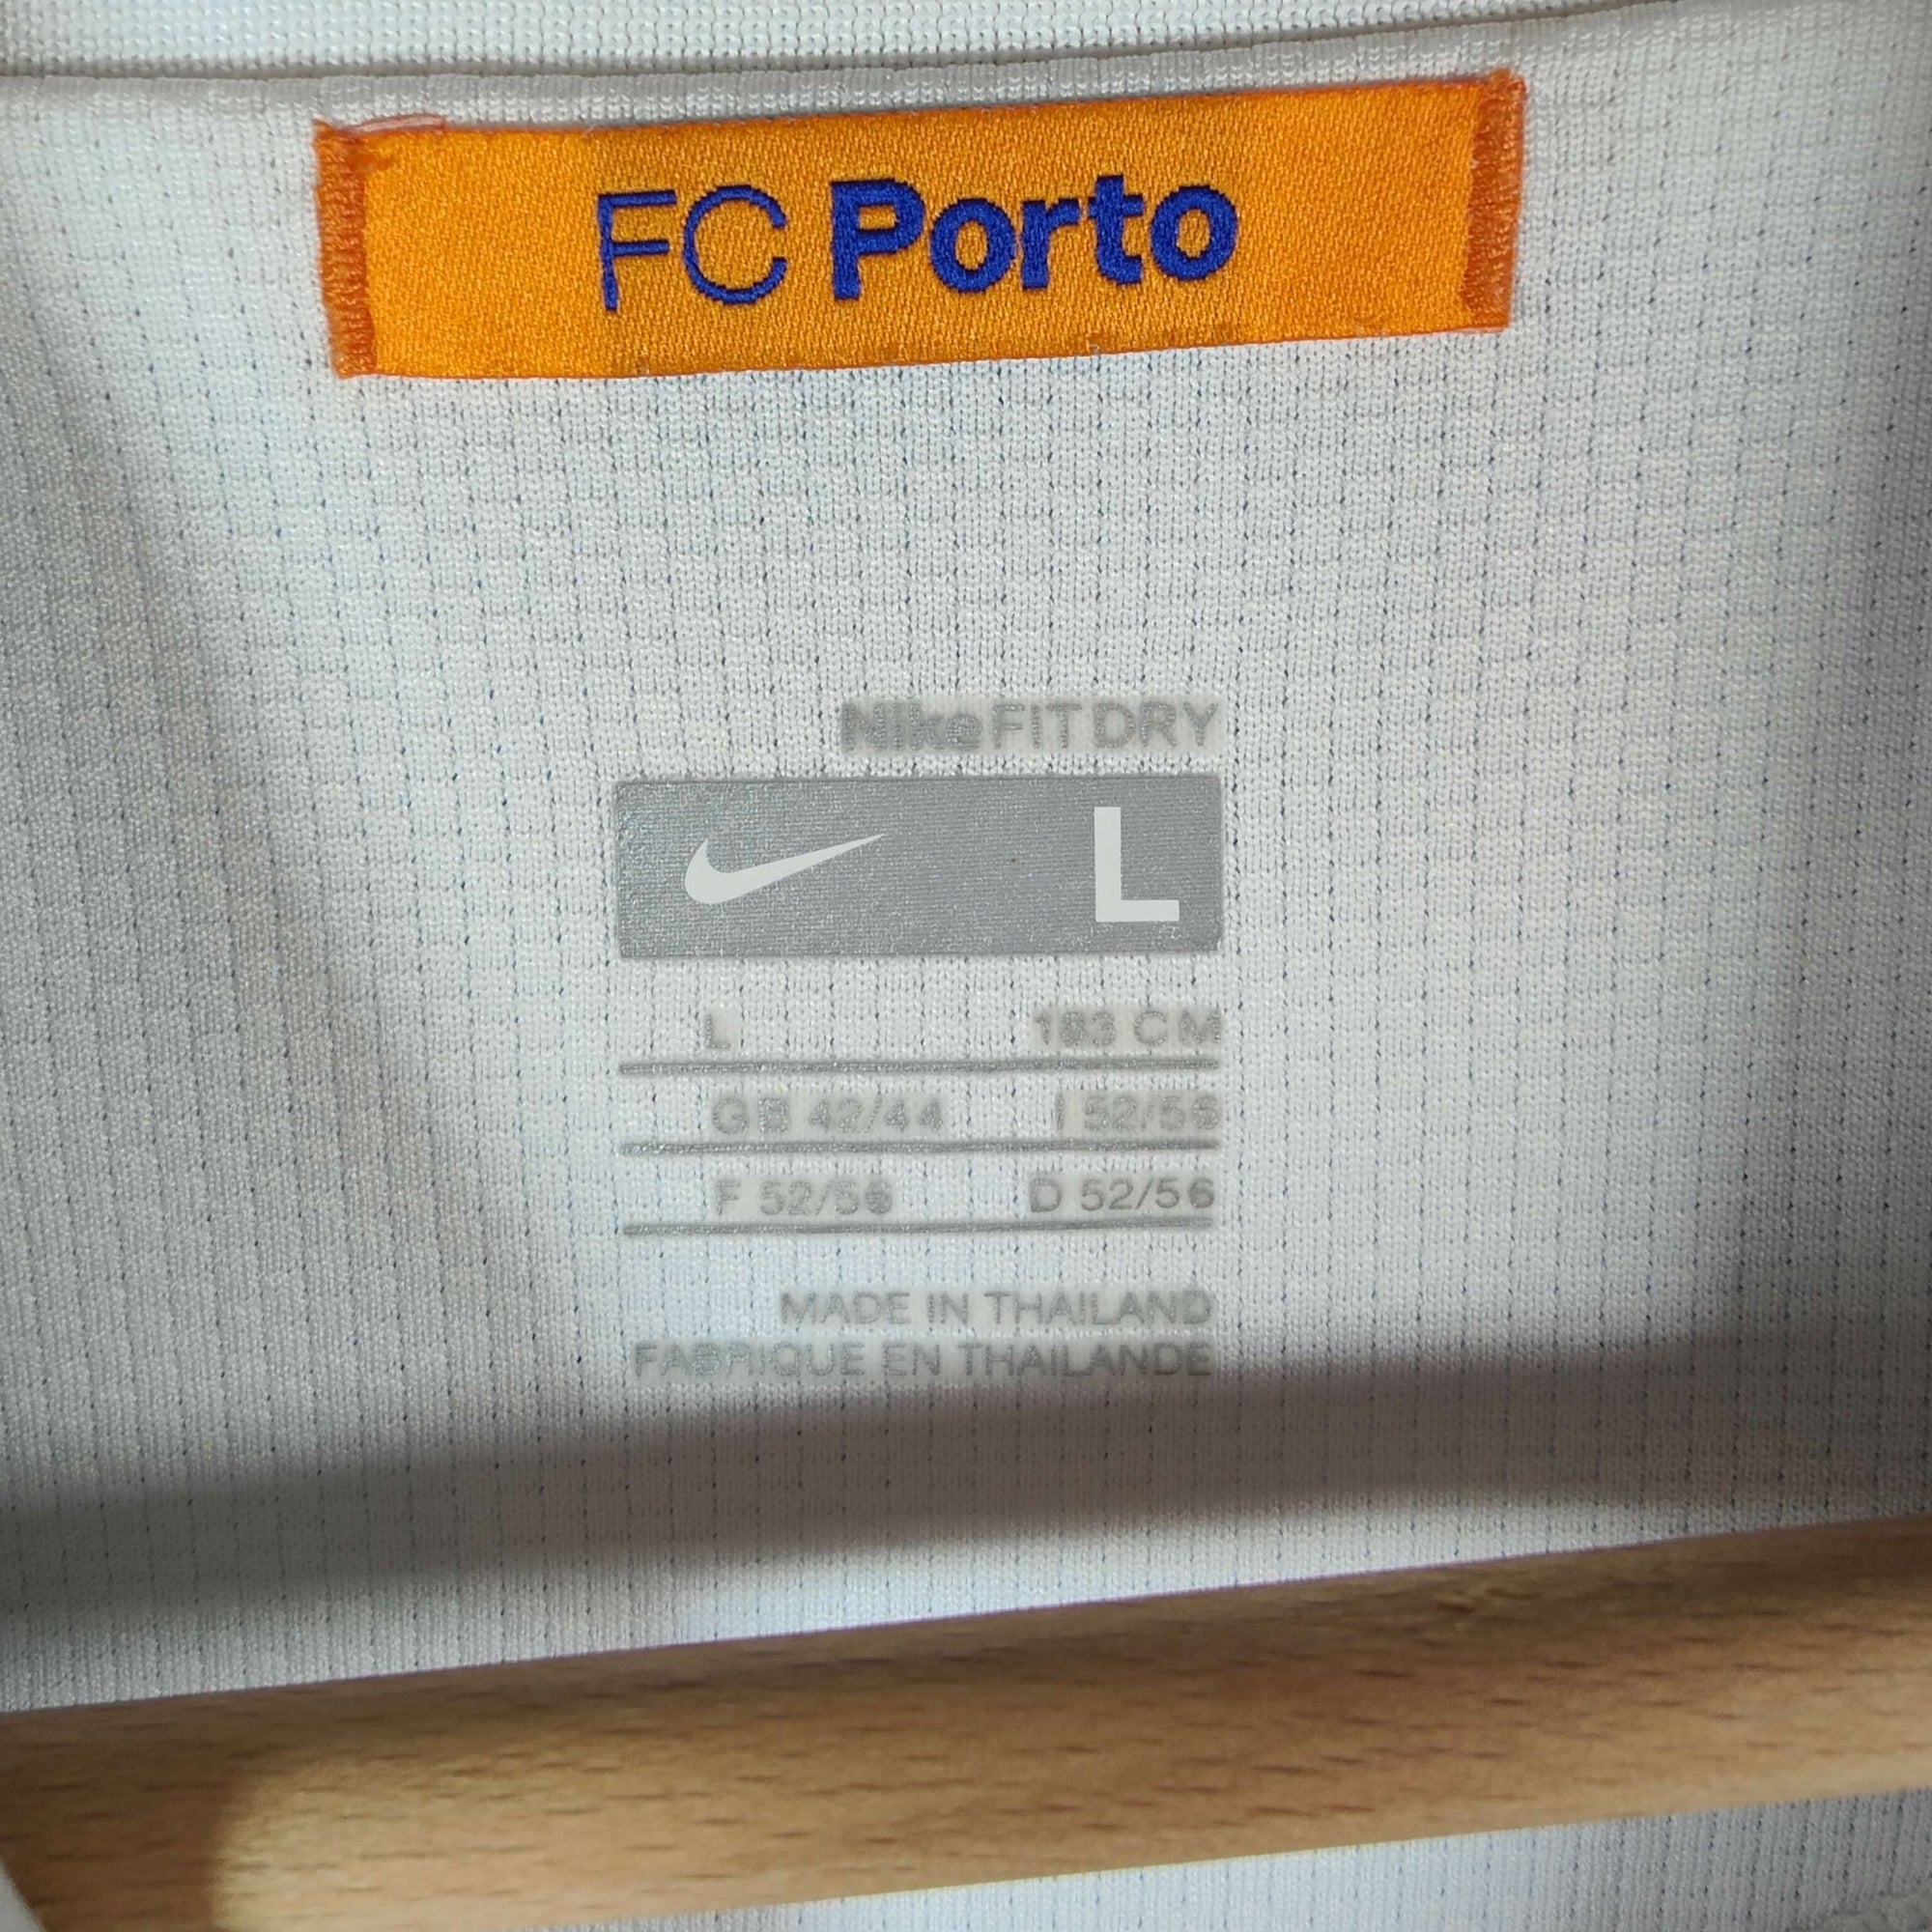 FC Porto
Nike FIT DRY
L
L 183 CM
GB 42/44 I 52/56
F 52/56 D 52/56
MADE IN THAILAND
FABRIQUE EN THAILANDE